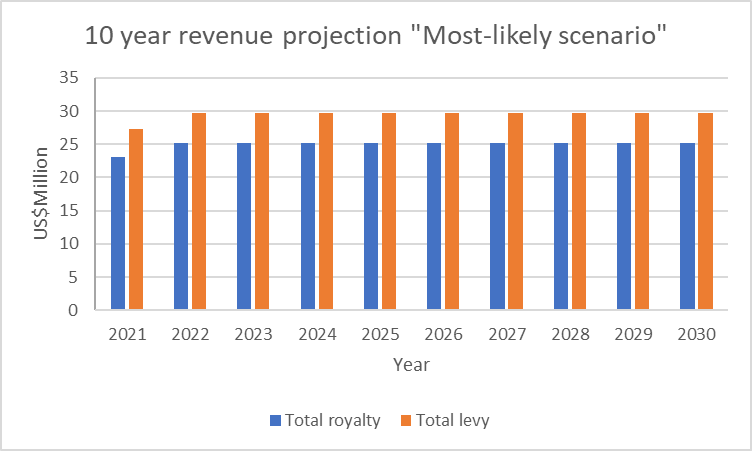 10 year revenue projection "Most-likely scenario"
35
30
25
20
15
10
5
0
US$Million
2021 2022 2023 2024 2025 2026 2027 2028 2029 2030
Year
Total royalty Total levy